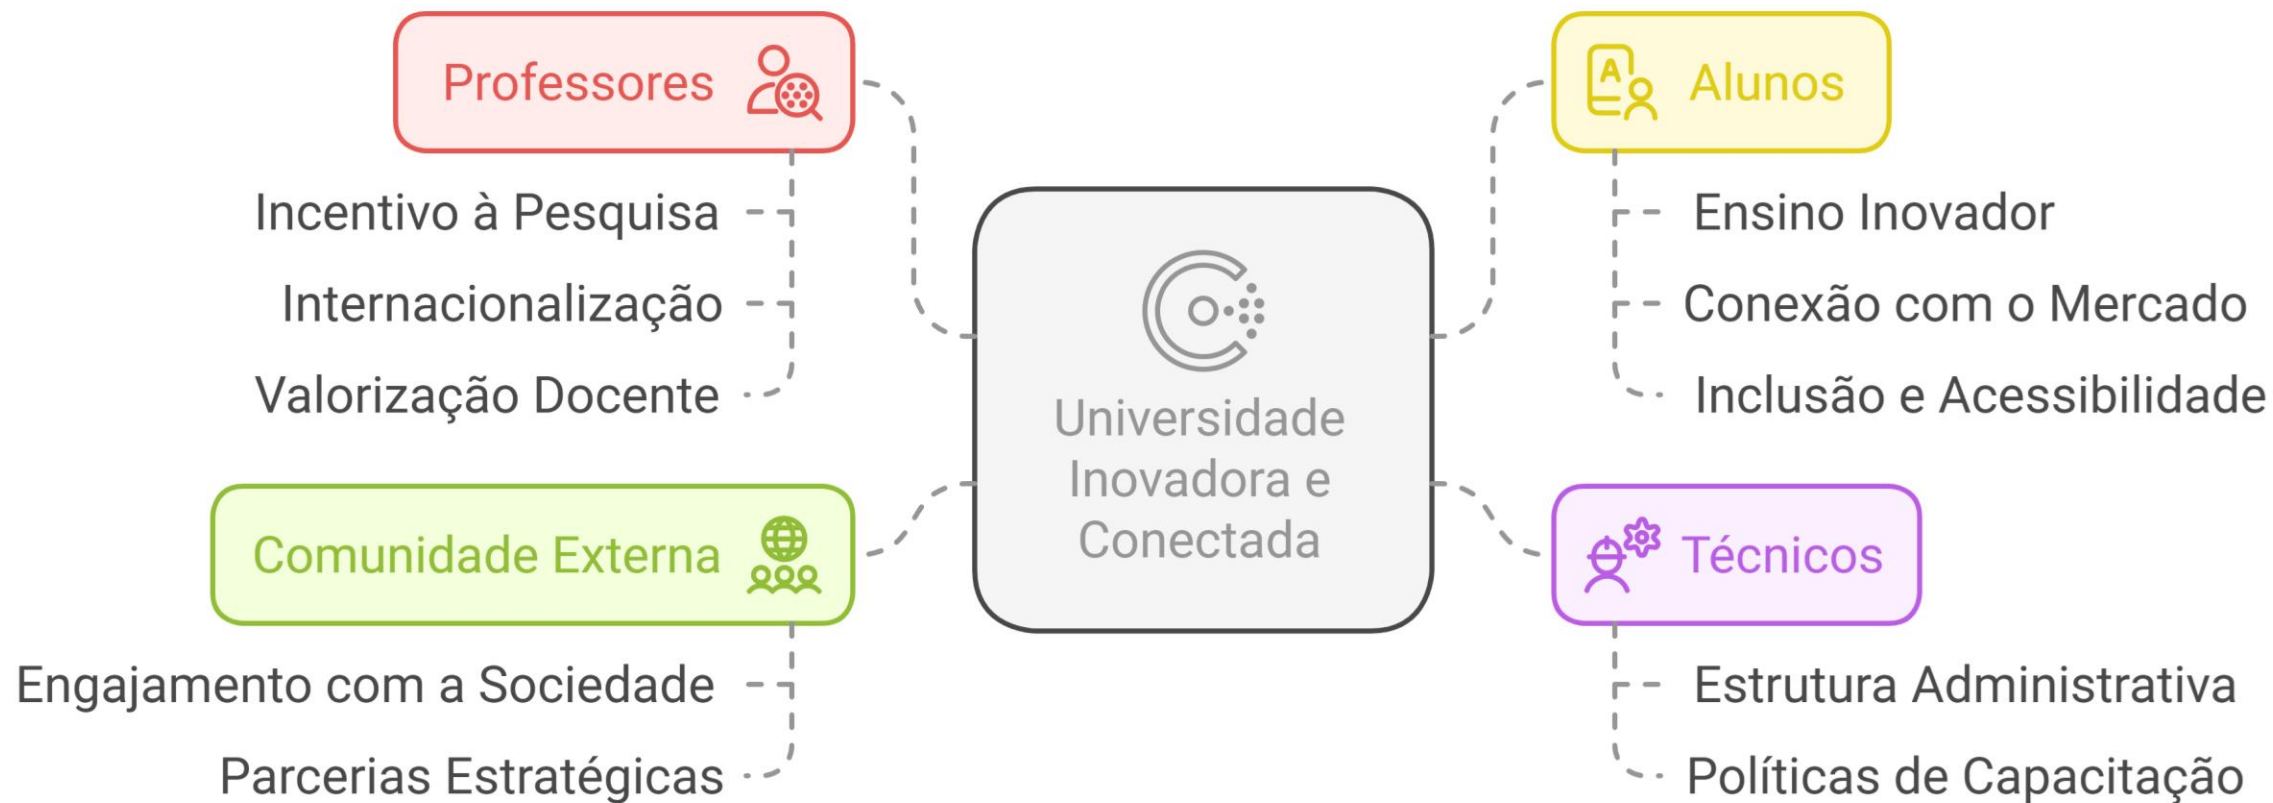 Professores
Incentivo à Pesquisa
Internacionalização
Valorização Docente
Comunidade Externa
Engajamento com a Sociedade
Parcerias Estratégicas
Universidade
Inovadora e
Conectada
Alunos
Ensino Inovador
Conexão com o Mercado
Inclusão e Acessibilidade
Técnicos
Estrutura Administrativa
Políticas de Capacitação